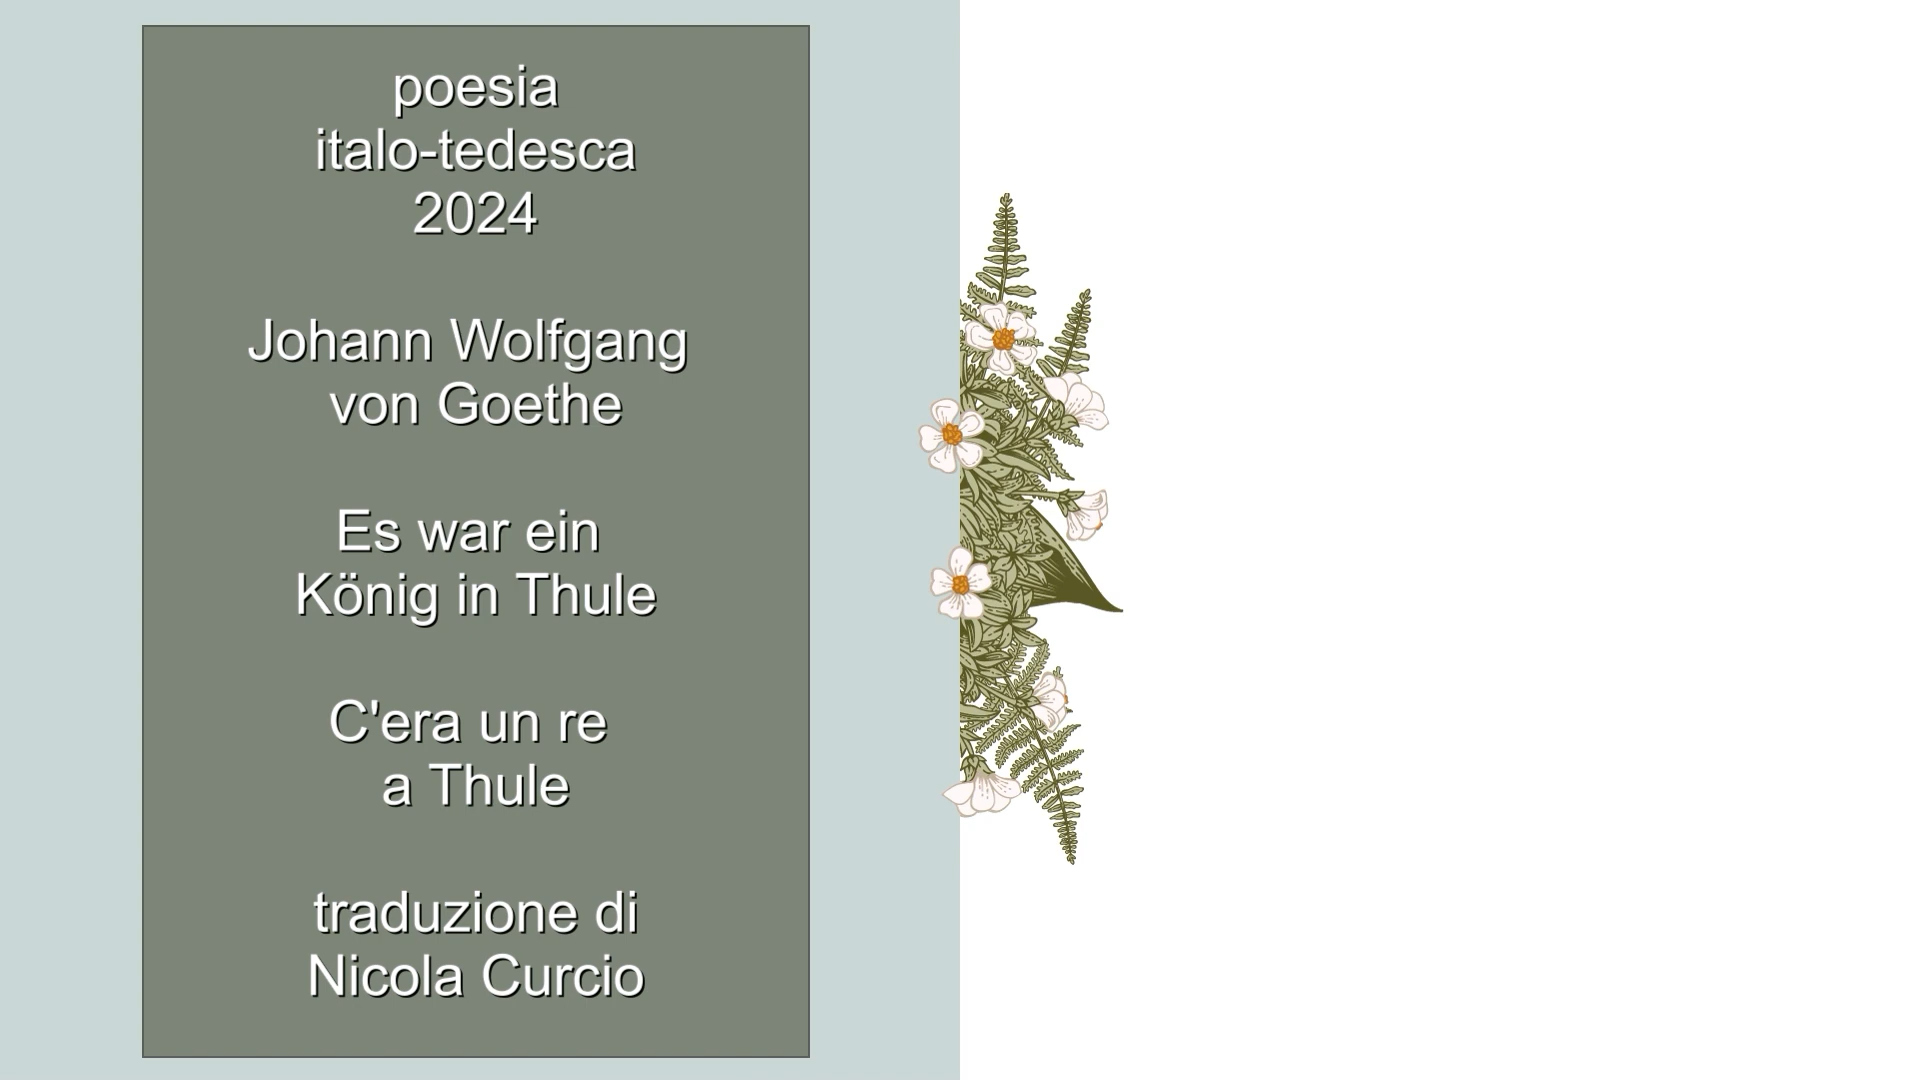 poesia
italo-tedesca
2024
Johann Wolfgang
von Goethe
Es war ein
König in Thule
C'era un re
a Thule
traduzione di
Nicola Curcio